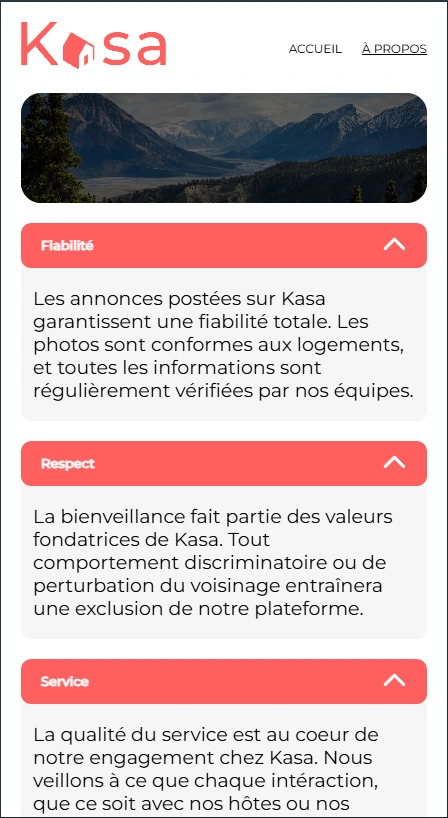 Kasa
ACCUEIL À PROPOS
Fiabilité
Les annonces postées sur Kasa
garantissent une fiabilité totale. Les
photos sont conformes aux logements,
et toutes les informations sont
régulièrement vérifiées par nos équipes.
Respect
La bienveillance fait partie des valeurs
fondatrices de Kasa. Tout
comportement discriminatoire ou de
perturbation du voisinage entraînera
une exclusion de notre plateforme.
Service
La qualité du service est au coeur de
notre engagement chez Kasa. Nous
veillons à ce que chaque intéraction,
que ce soit avec nos hôtes ou nos